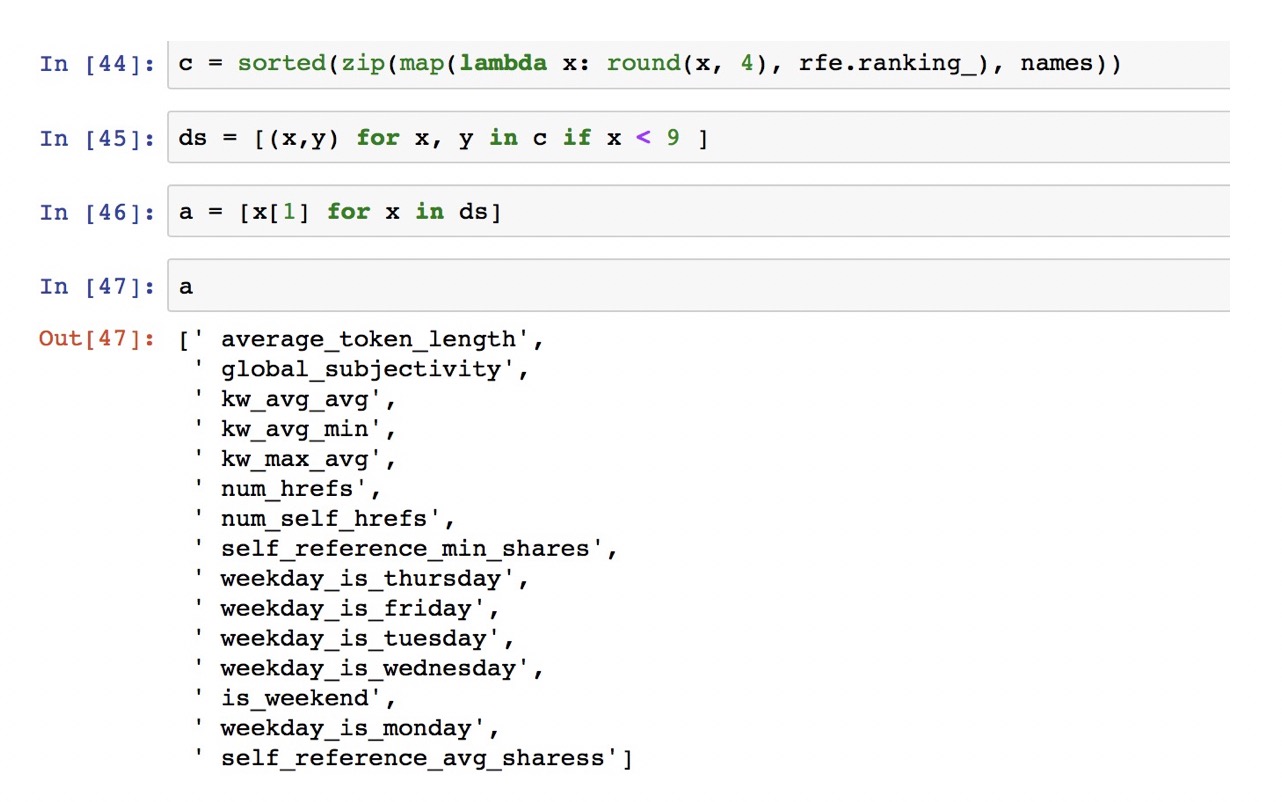 In [44]: c = sorted(zip(map(lambda x: round(x, 4), rfe.ranking_), names))
In [45]: ds = [(x,y) for x, y in c if x < 9 ]
In [46]: a = [x[1] for x in ds]
In [47]: a
Out[47]: [' average_token_length',
' global_subjectivity',
' kw_avg_avg',
' kw_avg_min',
' kw_max_avg',
' num_hrefs',
' num_self_hrefs',
' self_reference_min_shares',
' weekday_is_thursday',
' weekday_is_friday',
' weekday_is_tuesday',
' weekday_is_wednesday',
' is_weekend',
' weekday_is_monday',
' self_reference_avg_sharess']